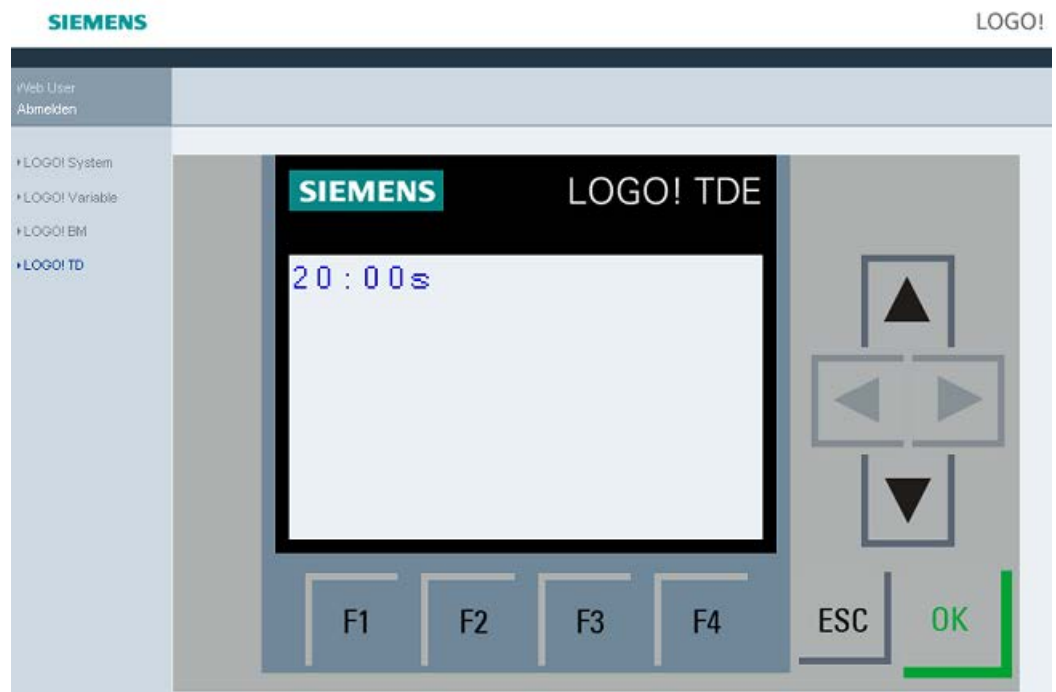 SIEMENS
LOGO!
Web User
Abmelden
LOGO! System
LOGO! Variable
LOGO! BM
LOGO! TD
SIEMENS
LOGO! TDE
20:00s
F1
F2
F3
F4
ESC
OK